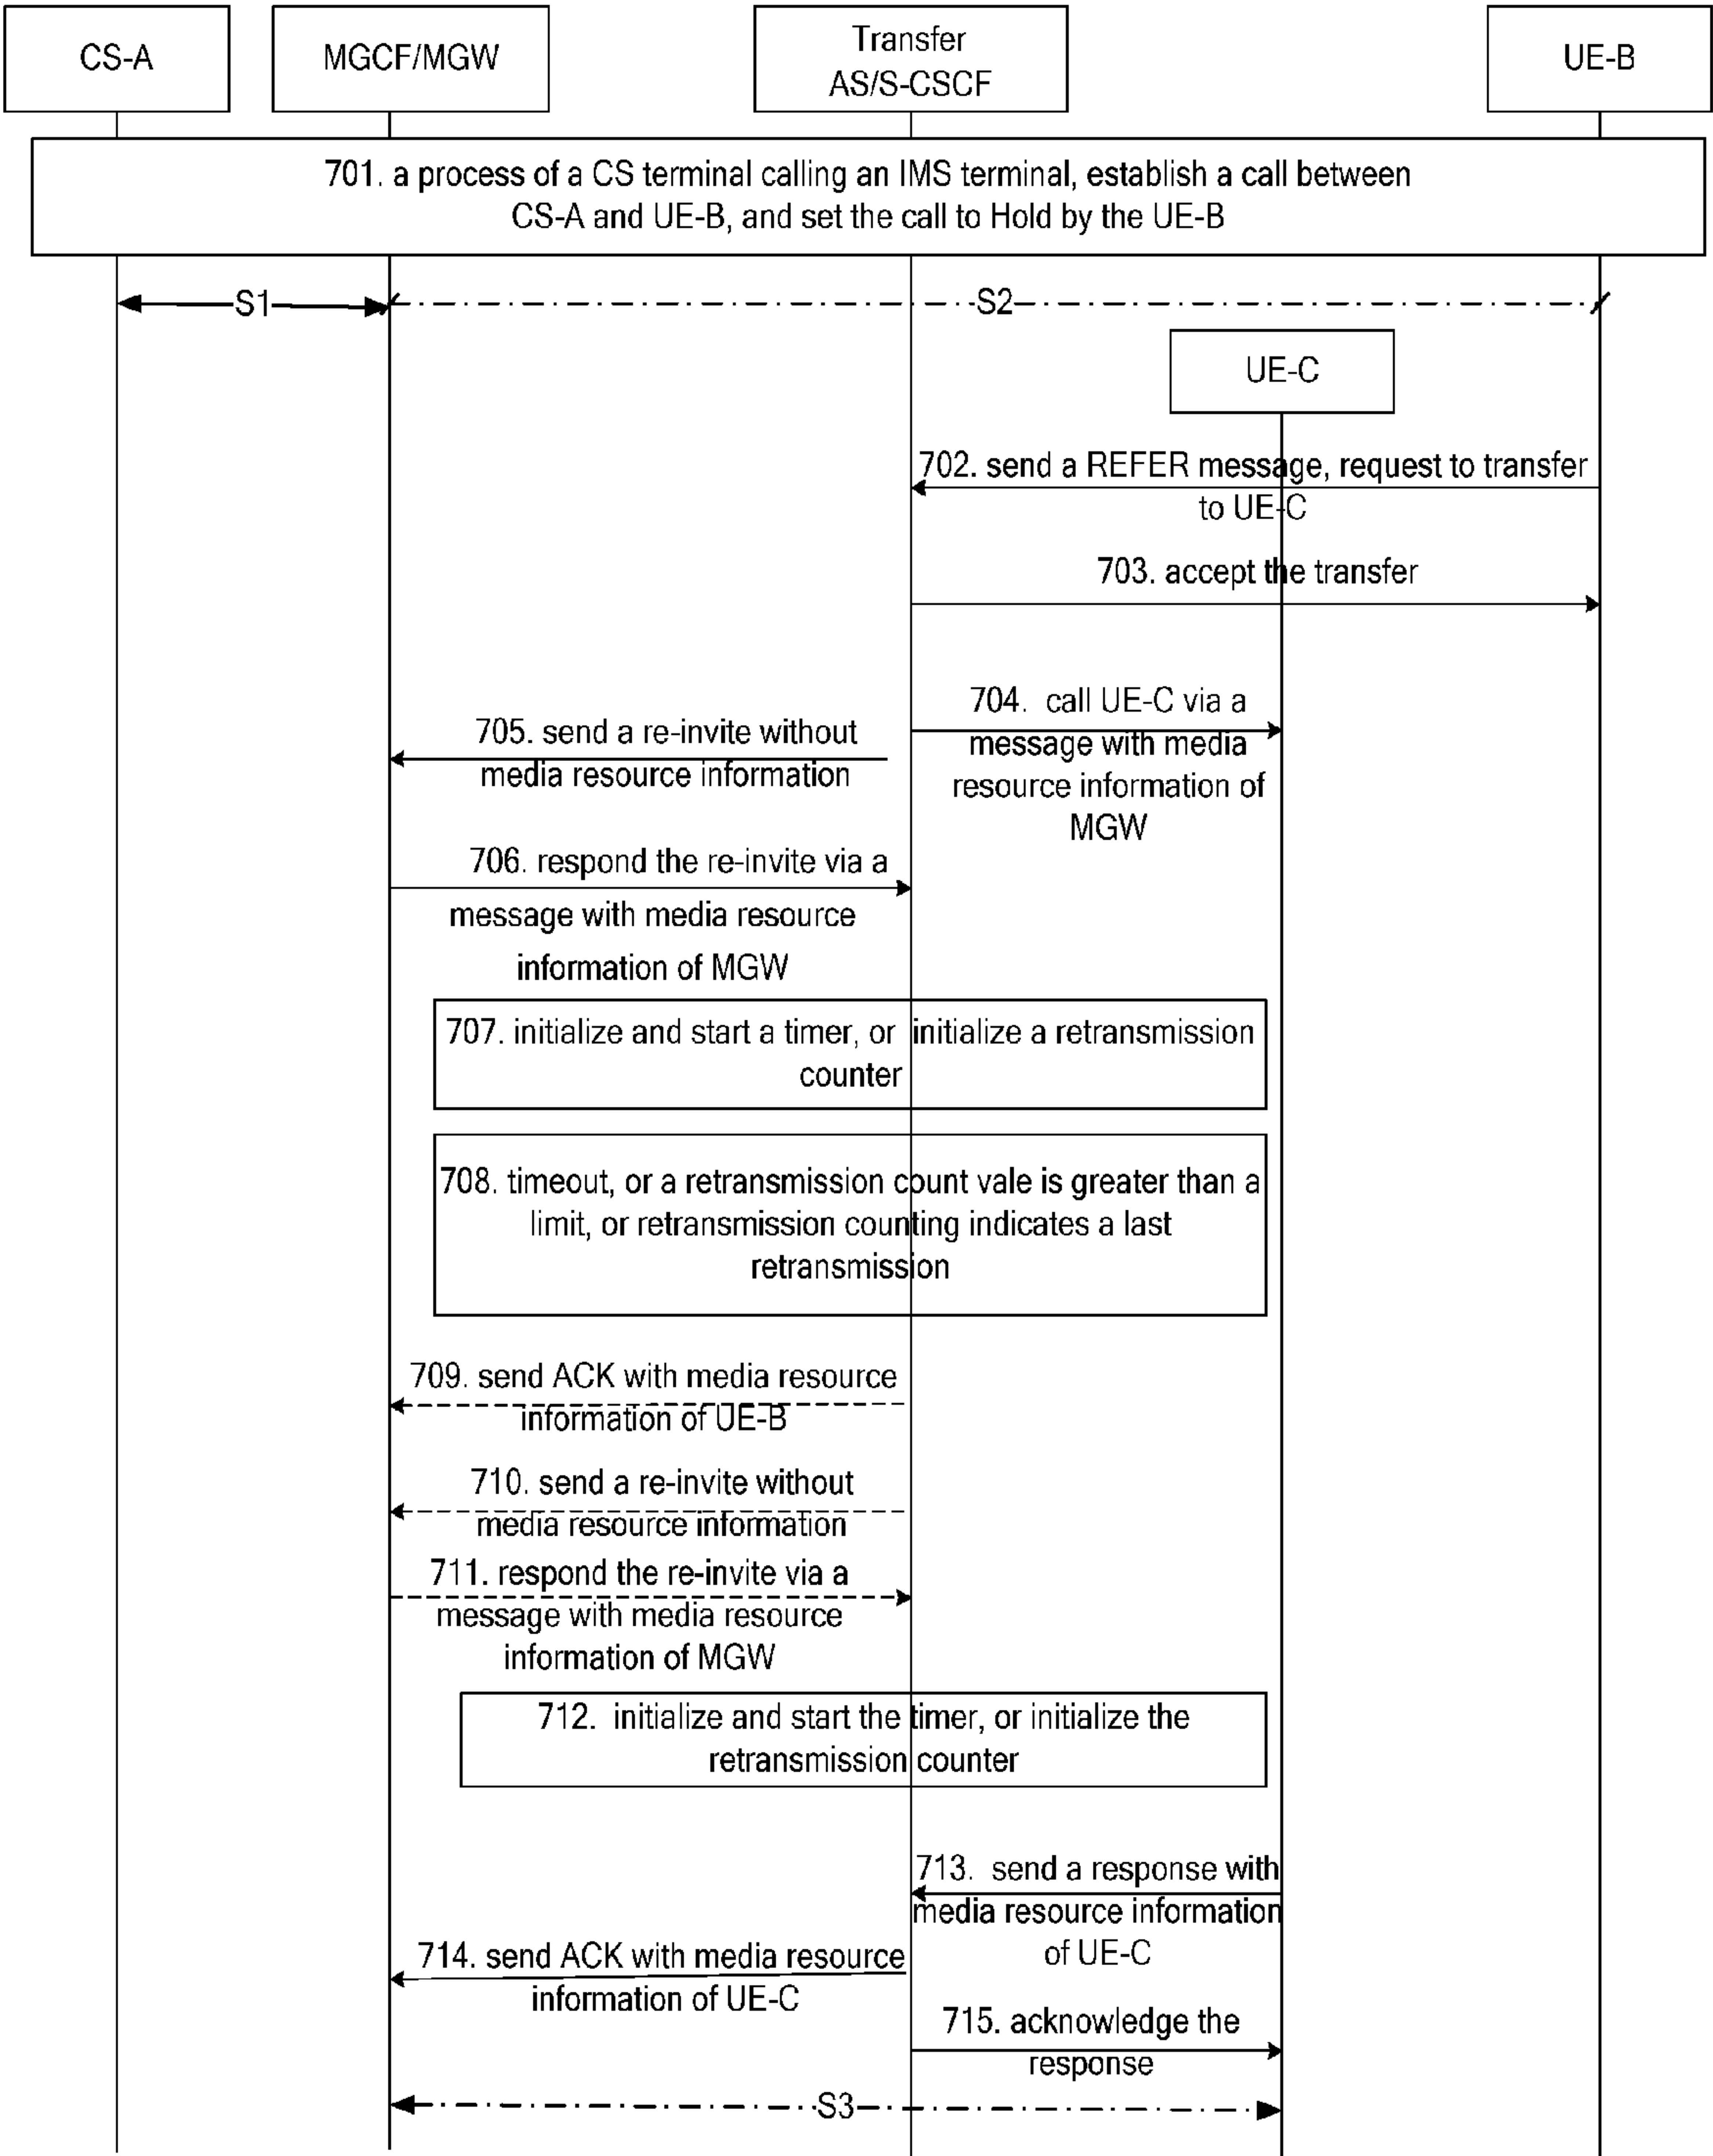 CS-A
MGCF/MGW
Transfer
AS/S-CSCF
UE-B
701. a process of a CS terminal calling an IMS terminal, establish a call between
CS-A and UE-B, and set the call to Hold by the UE-B
S1
S2
UE-C
702. send a REFER message, request to transfer
to UE-C
703. accept the transfer
704. call UE-C via a
message with media
resource information of
MGW
705. send a re-invite without
media resource information
706. respond the re-invite via a
message with media resource
information of MGW
707. initialize and start a timer, or initialize a retransmission
counter
708. timeout, or a retransmission count vale is greater than a
limit, or retransmission counting indicates a last
retransmission
709. send ACK with media resource
information of UE-B
710. send a re-invite without
media resource information
711. respond the re-invite via a
message with media resource
information of MGW
712. initialize and start the timer, or initialize the
retransmission counter
713. send a response with
media resource information
of UE-C
714. send ACK with media resource
information of UE-C
715. acknowledge the
response
S3